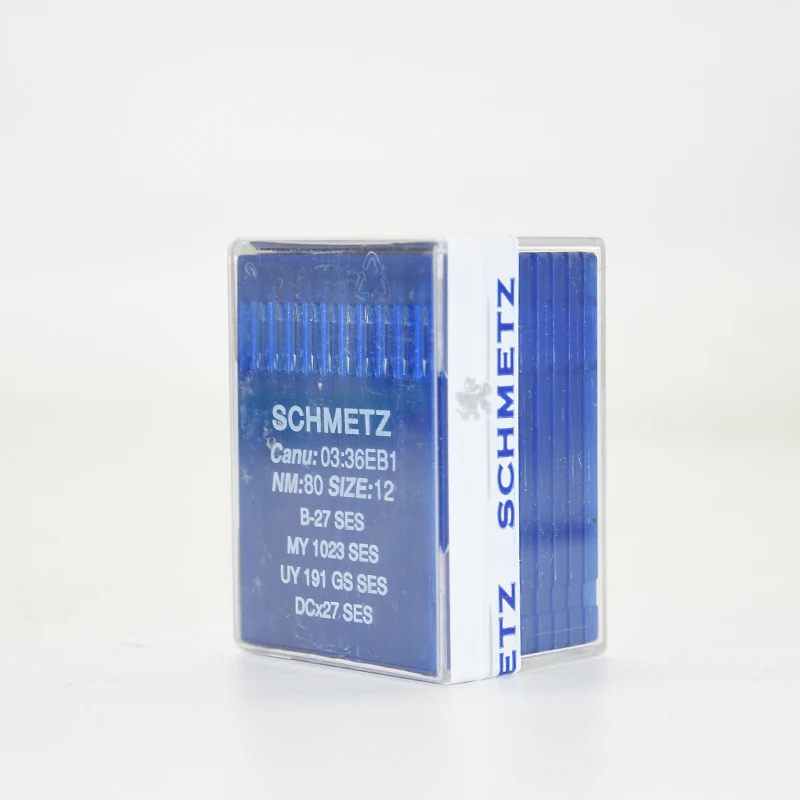 SCHMETZ
Canu: 03:36EB1
NM:80 SIZE:12
B-27 SES
MY 1023 SES
UY 191 GS SES
DCx27 SES
SCHMETZ
ETZ